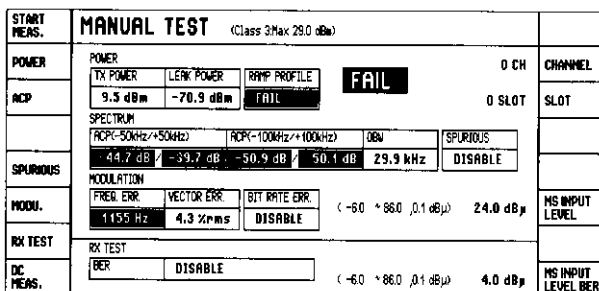 START MEAS.
MANUAL TEST (Class 3:Max 29.0 dBm)
POWER
ACP
SPURIOUS
MODU.
RX TEST
DC MEAS.
POWER
TX POWER LEAK POWER RAMP PROFILE
9.5 dBm -70.9 dBm FAIL
FAIL
0 CH
0 SLOT
SPECTRUM
ACP(-50kHz/+50kHz) ACP(-100kHz/+100kHz) OBW SPURIOUS
-44.7 dB / -39.7 dB -50.9 dB / 50.1 dB 29.9 kHz DISABLE
MODULATION
FREQ. ERR. VECTOR ERR. BIT RATE ERR.
1155 Hz 4.3 %rms DISABLE
( -6.0 ~ 86.0 ,0.1 dBμ) 24.0 dBμ
RX TEST
BER DISABLE
( -6.0 ~ 86.0 ,0.1 dBμ) 4.0 dBμ
CHANNEL
SLOT
MS INPUT LEVEL
MS INPUT LEVEL BER